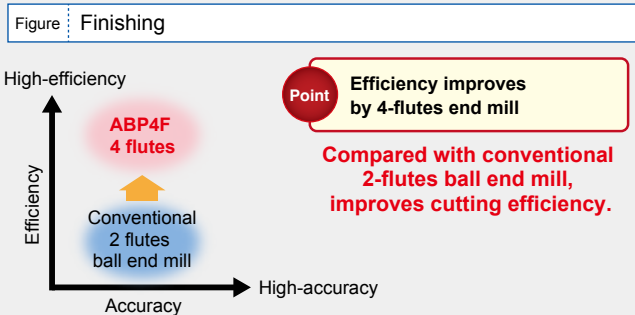 Figure Finishing
High-efficiency
Point
Efficiency improves
by 4-flutes end mill
ABP4F
4 flutes
Compared with conventional
2-flutes ball end mill,
improves cutting efficiency.
Efficiency
Conventional
2 flutes
ball end mill
High-accuracy
Accuracy